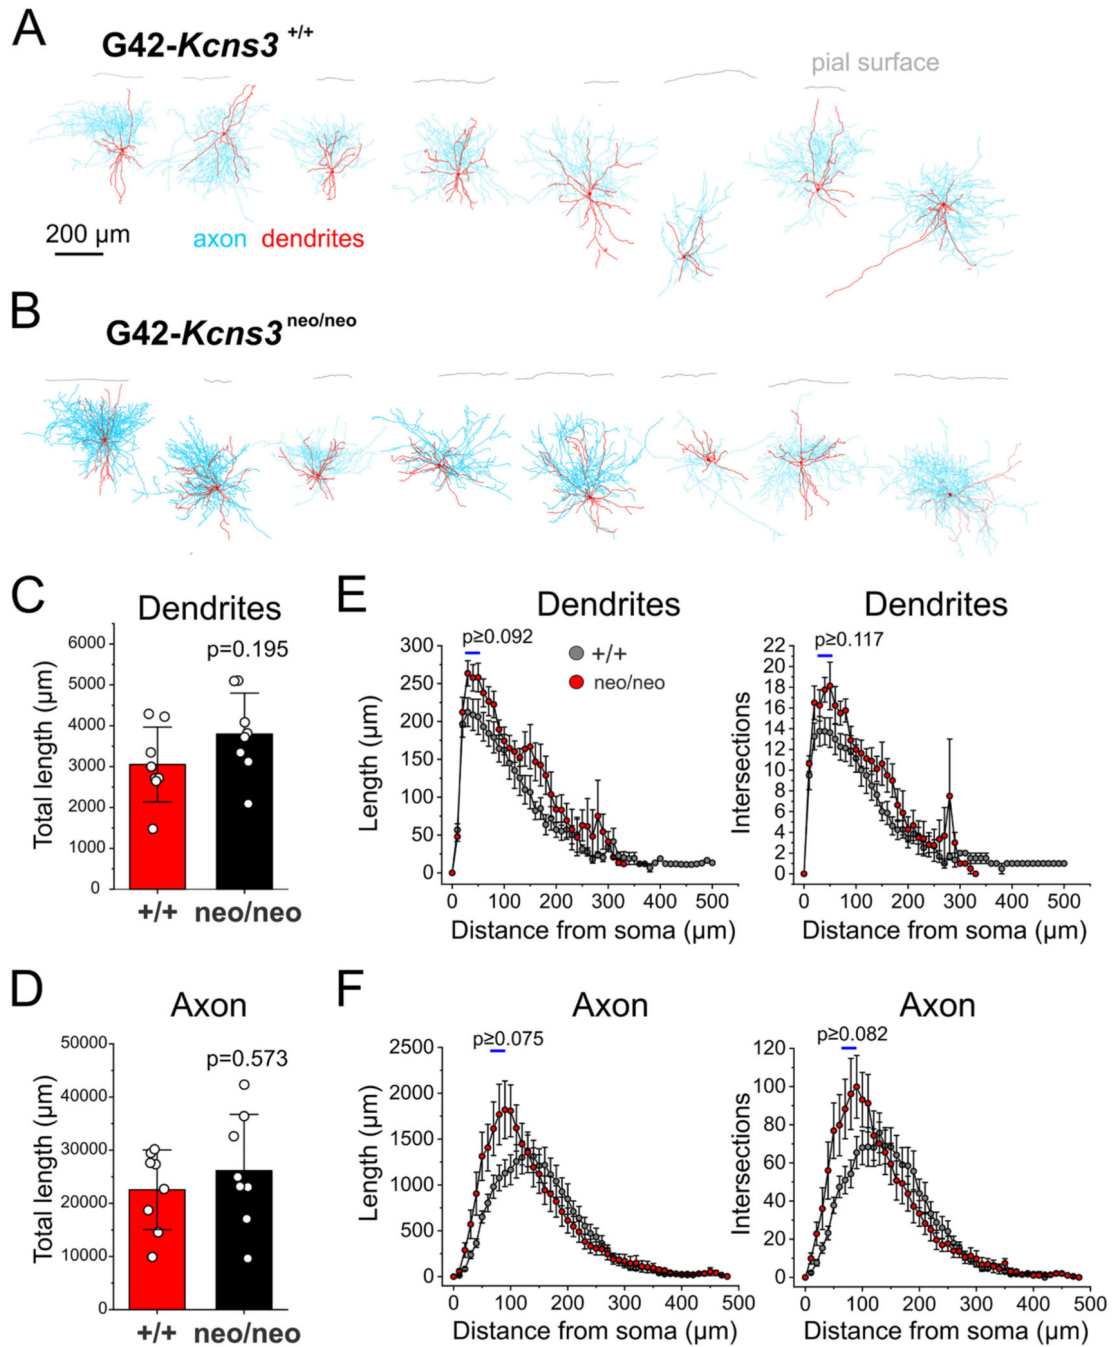 A
G42-Kcns3 +/+
pial surface
200 µm
axon dendrites
B
G42-Kcns3 neo/neo
C
Dendrites
p=0.195
Total length (µm)
6000
5000
4000
3000
2000
1000
0
+/+
neo/neo
E
Dendrites
p≥0.092
+/+
neo/neo
Length (µm)
300
250
200
150
100
50
0
0 100 200 300 400 500
Distance from soma (µm)
Dendrites
p≥0.117
Intersections
22
20
18
16
14
12
10
8
6
4
2
0
0 100 200 300 400 500
Distance from soma (µm)
D
Axon
p=0.573
Total length (µm)
50000
40000
30000
20000
10000
0
+/+
neo/neo
F
Axon
p≥0.075
Length (µm)
2500
2000
1500
1000
500
0
0 100 200 300 400 500
Distance from soma (µm)
Axon
p≥0.082
Intersections
120
100
80
60
40
20
0
0 100 200 300 400 500
Distance from soma (µm)